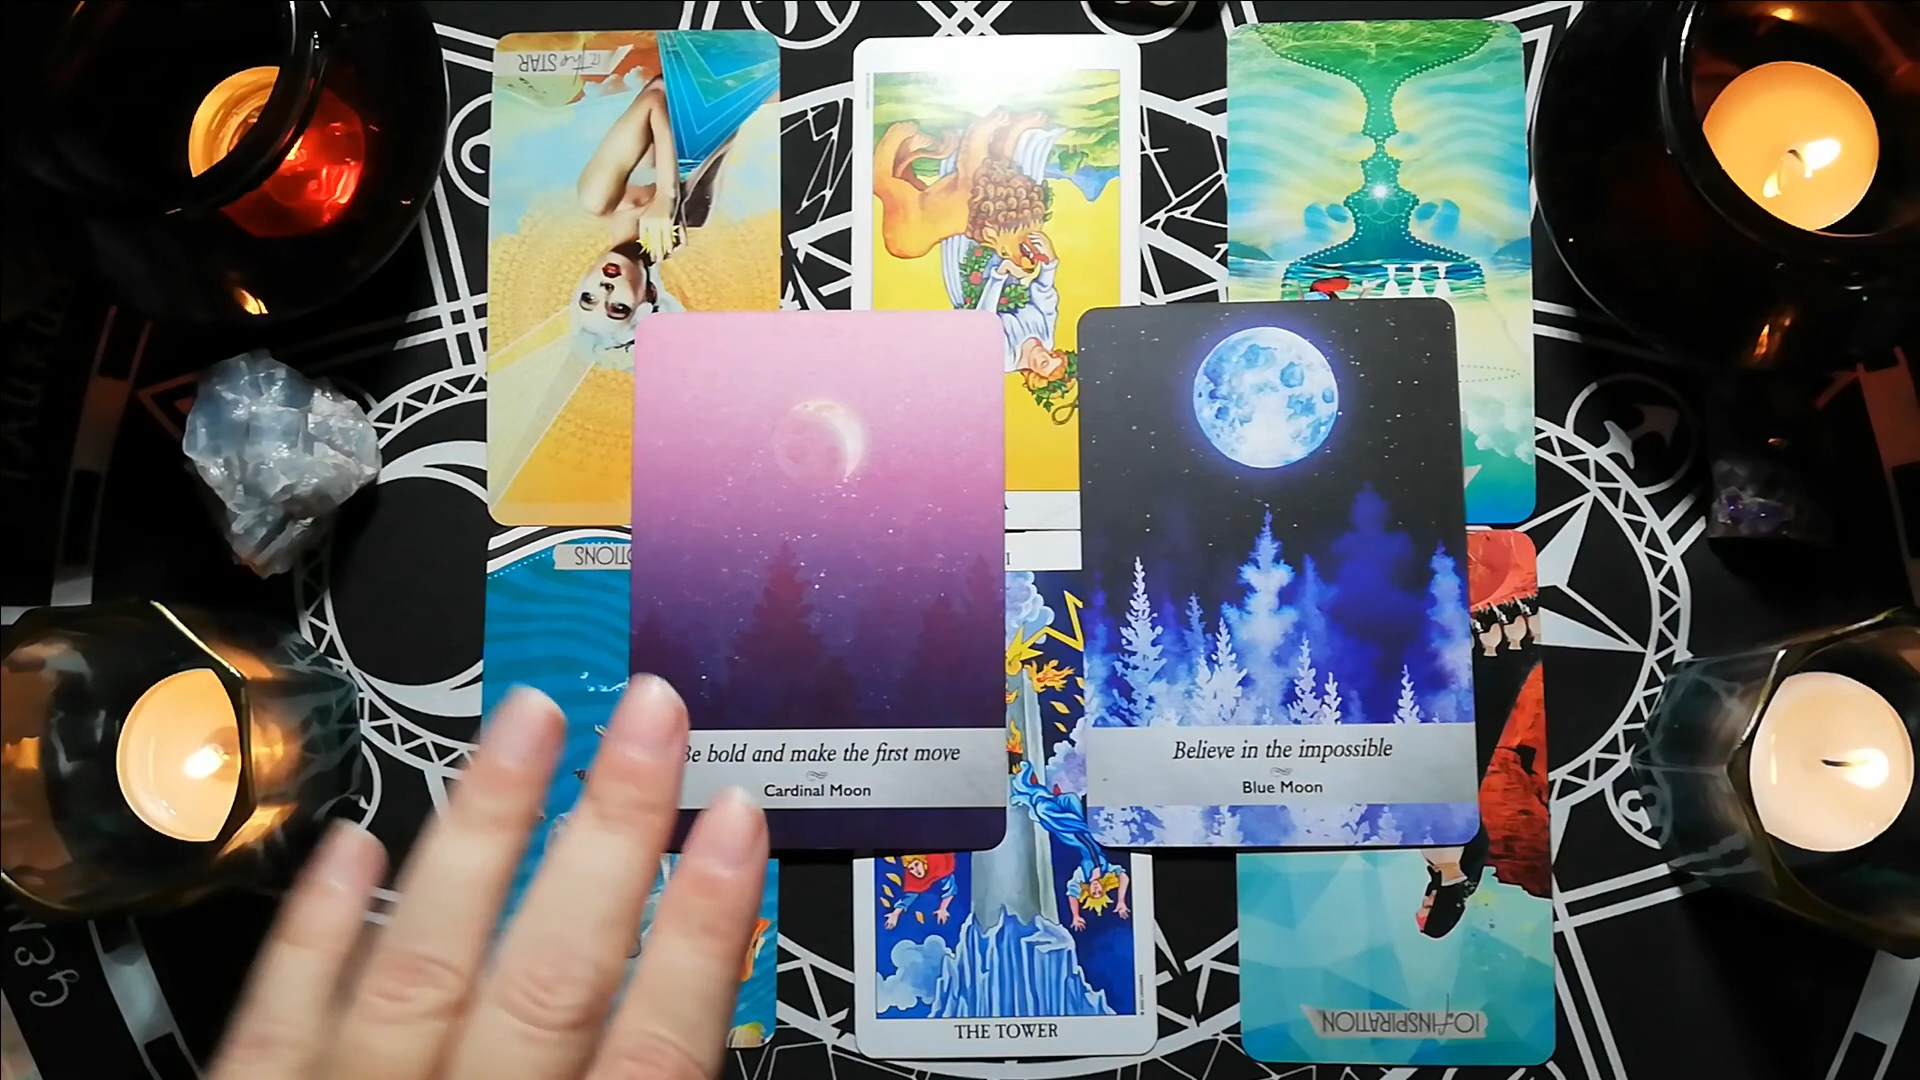 17 the STAR
OTIONS
Be bold and make the first move
Cardinal Moon
Believe in the impossible
Blue Moon
THE TOWER
10 of INSPIRATION